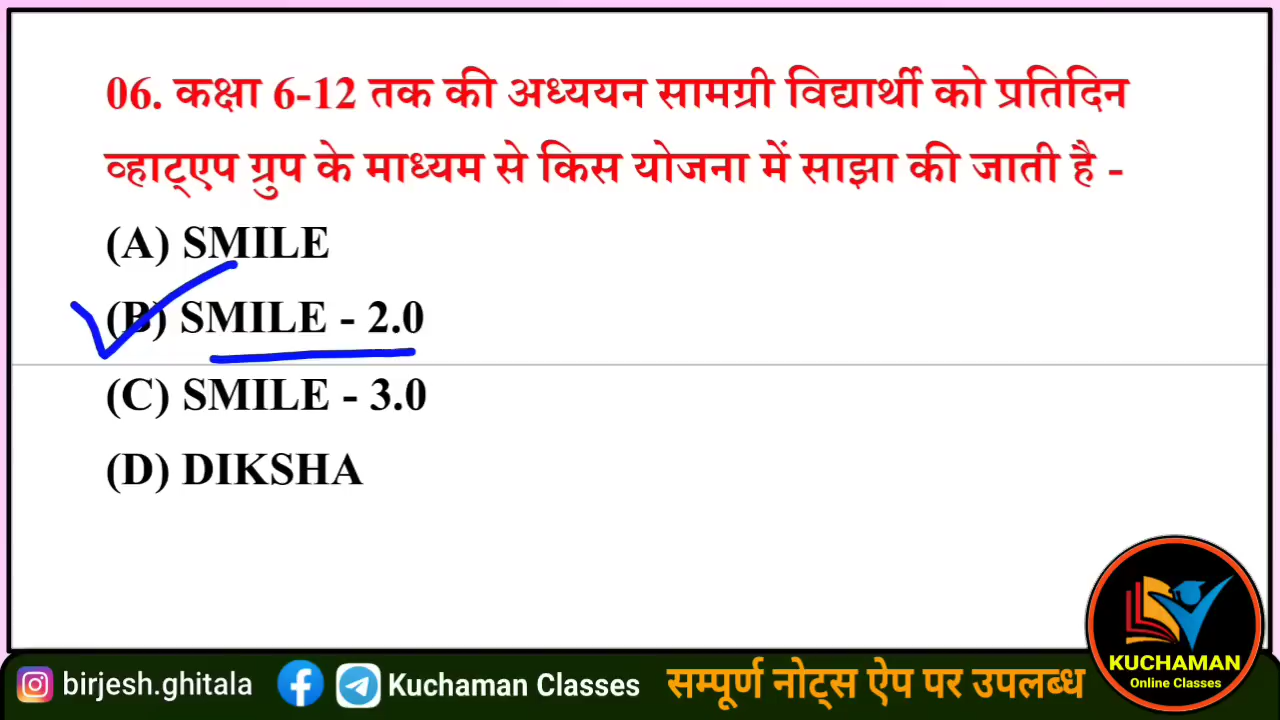 06. कक्षा 6-12 तक की अध्ययन सामग्री विद्यार्थी को प्रतिदिन
व्हाट्एप ग्रुप के माध्यम से किस योजना में साझा की जाती है -
(A) SMILE
(B) SMILE - 2.0
(C) SMILE - 3.0
(D) DIKSHA
KUCHAMAN
Online Classes
birjesh.ghitala
Kuchaman Classes
सम्पूर्ण नोट्स ऐप पर उपलब्ध